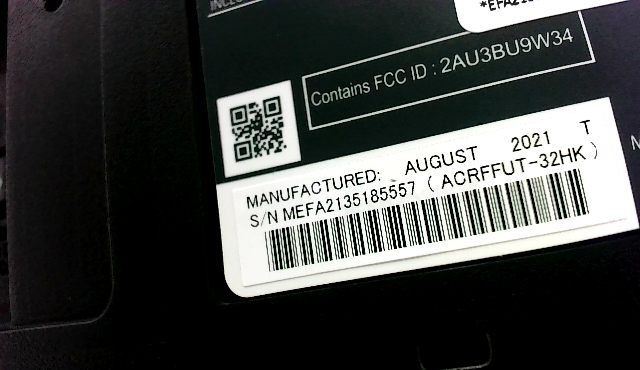 Contains FCC ID : 2AU3BU9W34
MANUFACTURED: AUGUST 2021 T
S/N MEFA2135185557 ( ACRFFUT-32HK )